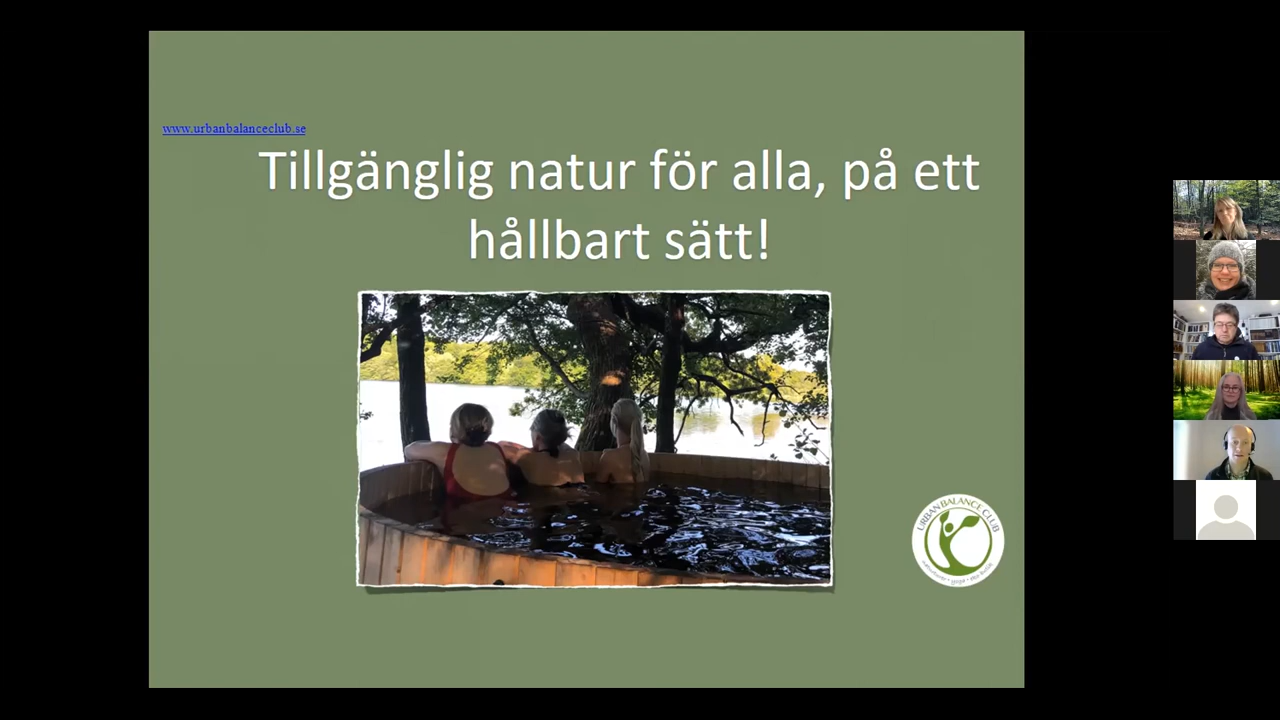 www.urbanbalanceclub.se
Tillgänglig natur för alla, på ett
hållbart sätt!
URBAN BALANCE CLUB